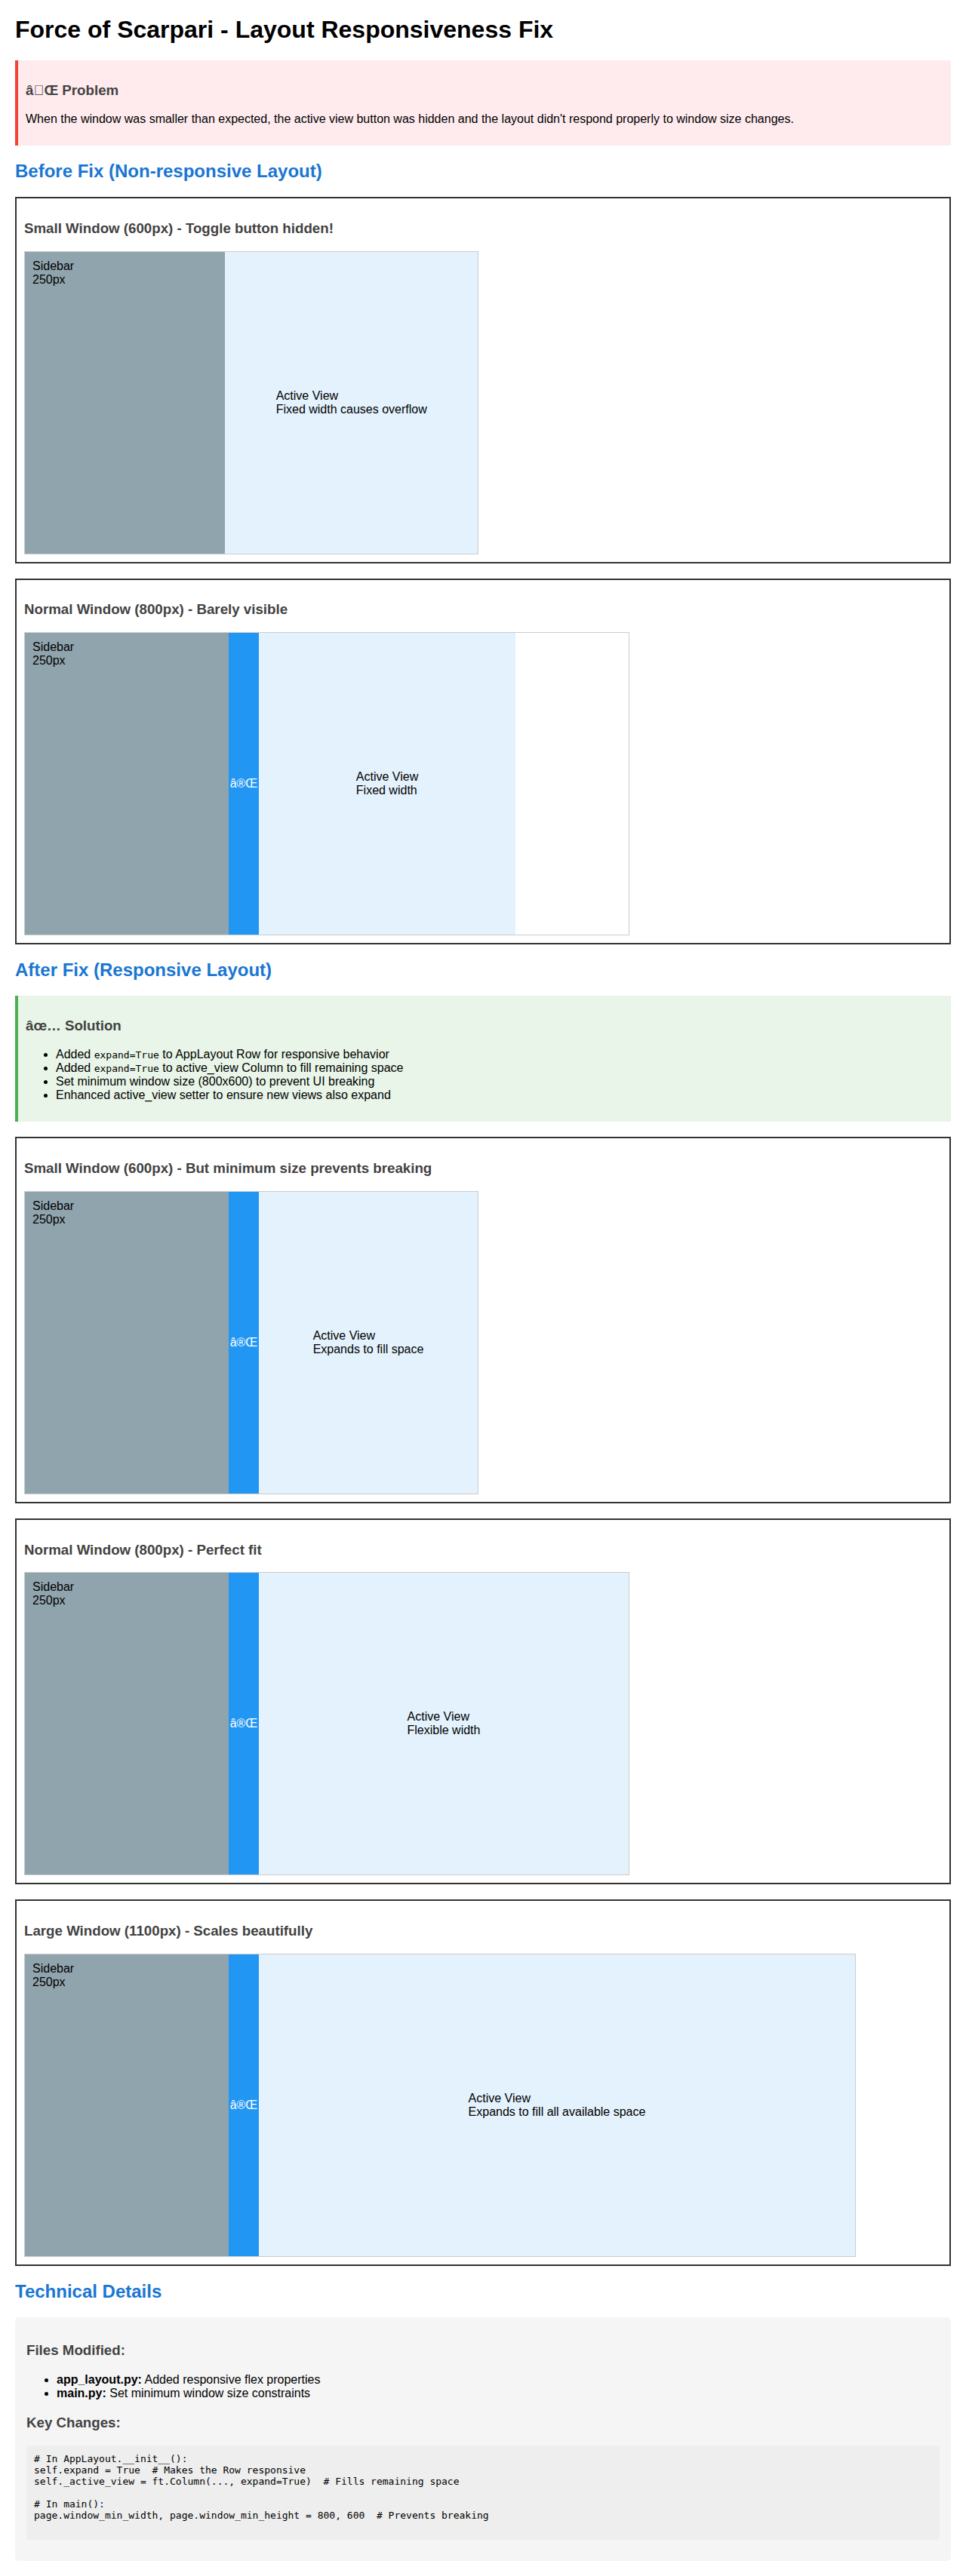 Force of Scarpari - Layout Responsiveness Fix
â□Œ Problem
When the window was smaller than expected, the active view button was hidden and the layout didn't respond properly to window size changes.
Before Fix (Non-responsive Layout)
Small Window (600px) - Toggle button hidden!
Sidebar
250px
Active View
Fixed width causes overflow
Normal Window (800px) - Barely visible
Sidebar
250px
â®Œ
Active View
Fixed width
After Fix (Responsive Layout)
âœ… Solution
• Added expand=True to AppLayout Row for responsive behavior
• Added expand=True to active_view Column to fill remaining space
• Set minimum window size (800x600) to prevent UI breaking
• Enhanced active_view setter to ensure new views also expand
Small Window (600px) - But minimum size prevents breaking
Sidebar
250px
â®Œ
Active View
Expands to fill space
Normal Window (800px) - Perfect fit
Sidebar
250px
â®Œ
Active View
Flexible width
Large Window (1100px) - Scales beautifully
Sidebar
250px
â®Œ
Active View
Expands to fill all available space
Technical Details
Files Modified:
• app_layout.py: Added responsive flex properties
• main.py: Set minimum window size constraints
Key Changes:
# In AppLayout.__init__():
self.expand = True  # Makes the Row responsive
self._active_view = ft.Column(..., expand=True)  # Fills remaining space
# In main():
page.window_min_width, page.window_min_height = 800, 600  # Prevents breaking